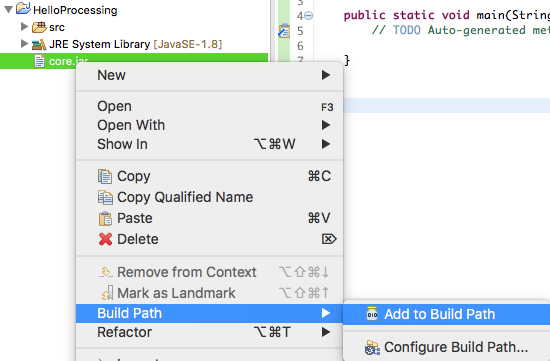 HelloProcessing
src
JRE System Library [JavaSE-1.8]
core.jar
4 public static void main(String
5 // TODO Auto-generated met
6
7 }
New
Open F3
Open With
Show In ⌥⌘W
Copy ⌘C
Copy Qualified Name
Paste ⌘V
Delete ⌦
Remove from Context ⌥⇧⌘↓
Mark as Landmark ⌥⇧⌘↑
Build Path
Refactor ⌥⌘T
Add to Build Path
Configure Build Path...